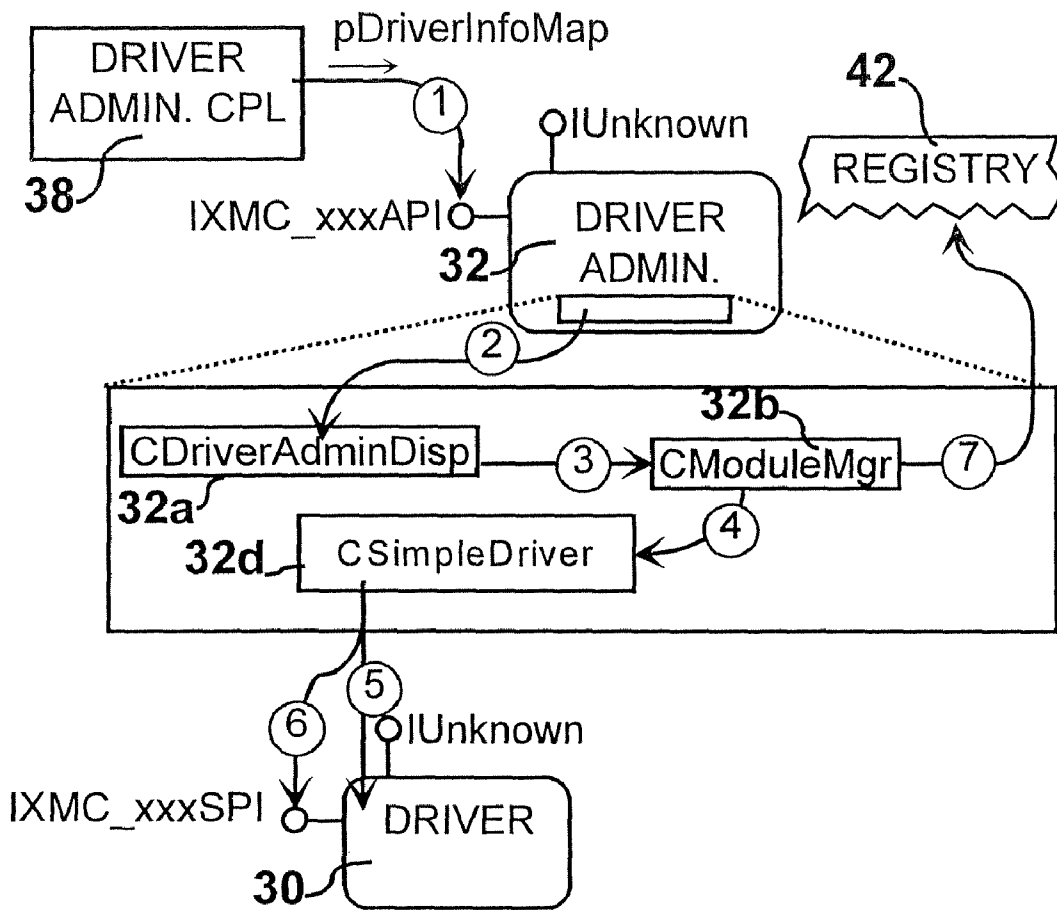 pDriverInfoMap
DRIVER
ADMIN. CPL
38
1
42
IUnknown
REGISTRY
IXMC_xxxAPI
DRIVER
ADMIN.
32
2
32b
CDriverAdminDisp
3
CModuleMgr
7
32a
4
32d
CSimpleDriver
5
6
IUnknown
IXMC_xxxSPI
DRIVER
30